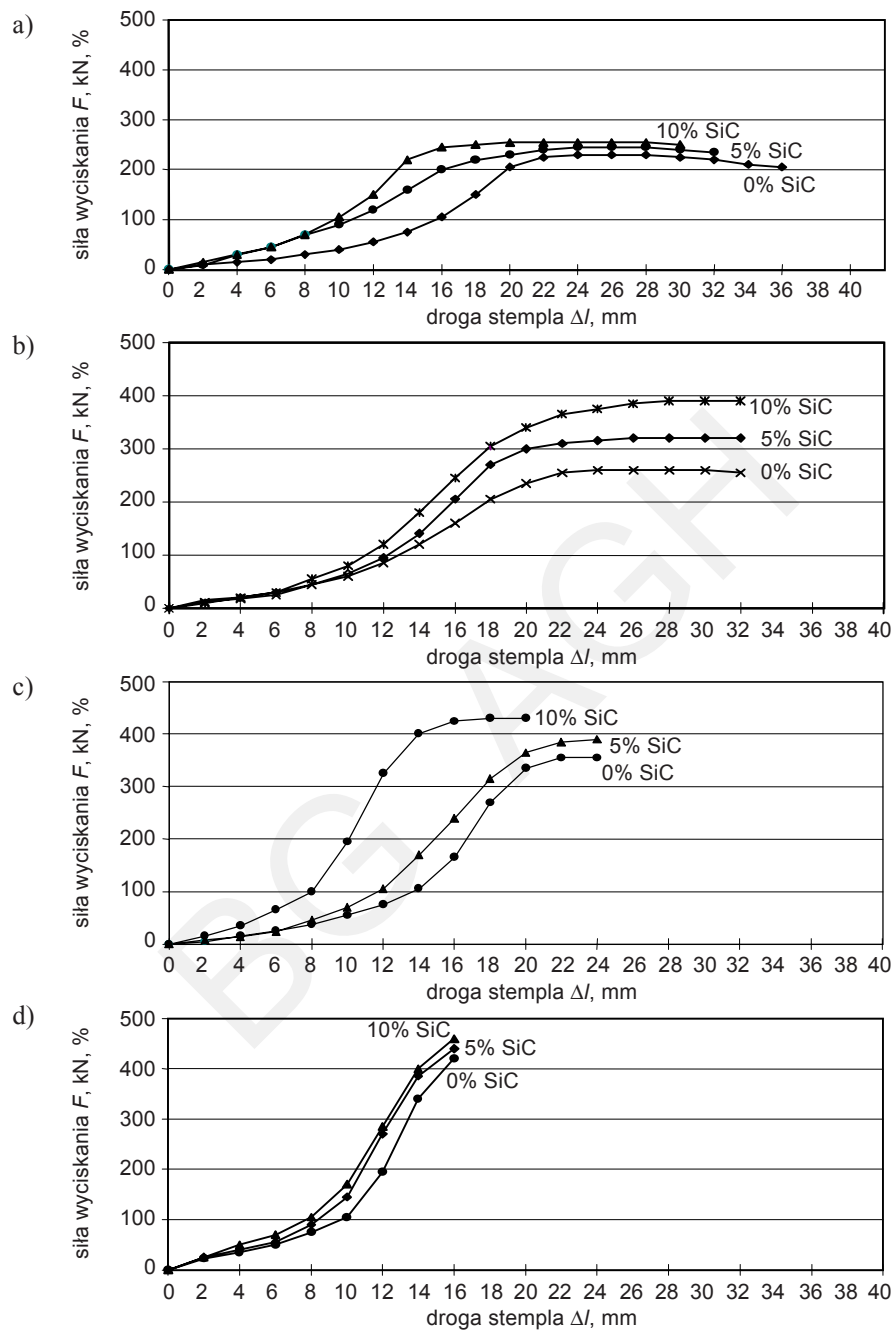 a)
siła wyciskania F, kN, %
500
400
300
200
100
0
10% SiC
5% SiC
0% SiC
0 2 4 6 8 10 12 14 16 18 20 22 24 26 28 30 32 34 36 38 40
droga stempla Δl, mm
b)
siła wyciskania F, kN, %
500
400
300
200
100
0
10% SiC
5% SiC
0% SiC
0 2 4 6 8 10 12 14 16 18 20 22 24 26 28 30 32 34 36 38 40
droga stempla Δl, mm
c)
siła wyciskania F, kN, %
500
400
300
200
100
0
10% SiC
5% SiC
0% SiC
0 2 4 6 8 10 12 14 16 18 20 22 24 26 28 30 32 34 36 38 40
droga stempla Δl, mm
d)
siła wyciskania F, kN, %
500
400
300
200
100
0
10% SiC
5% SiC
0% SiC
0 2 4 6 8 10 12 14 16 18 20 22 24 26 28 30 32 34 36 38 40
droga stempla Δl, mm
BG AGH